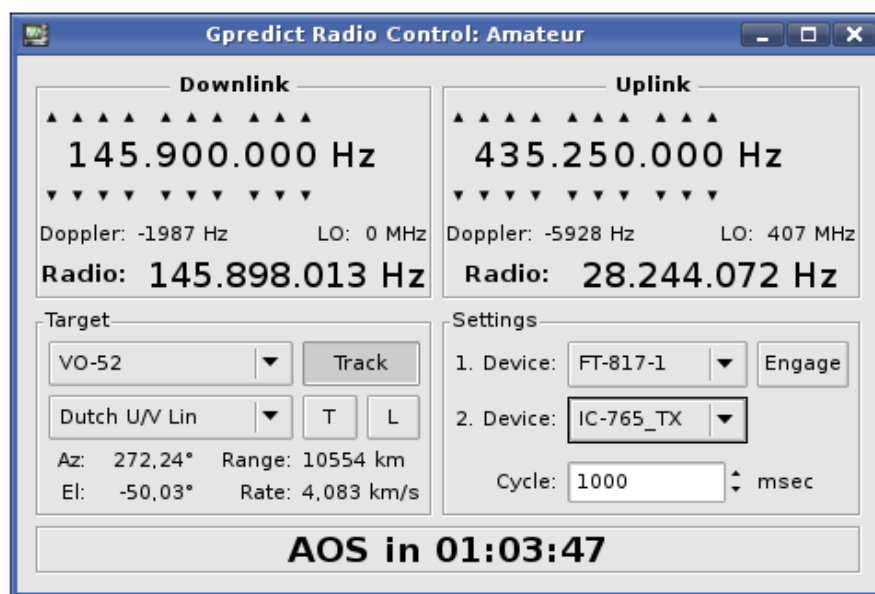 Gpredict Radio Control: Amateur
Downlink
145.900.000 Hz
Doppler: -1987 Hz LO: 0 MHz
Radio: 145.898.013 Hz
Uplink
435.250.000 Hz
Doppler: -5928 Hz LO: 407 MHz
Radio: 28.244.072 Hz
Target
VO-52 Track
Dutch U/V Lin T L
Az: 272,24° Range: 10554 km
El: -50,03° Rate: 4,083 km/s
Settings
1. Device: FT-817-1 Engage
2. Device: IC-765_TX
Cycle: 1000 msec
AOS in 01:03:47